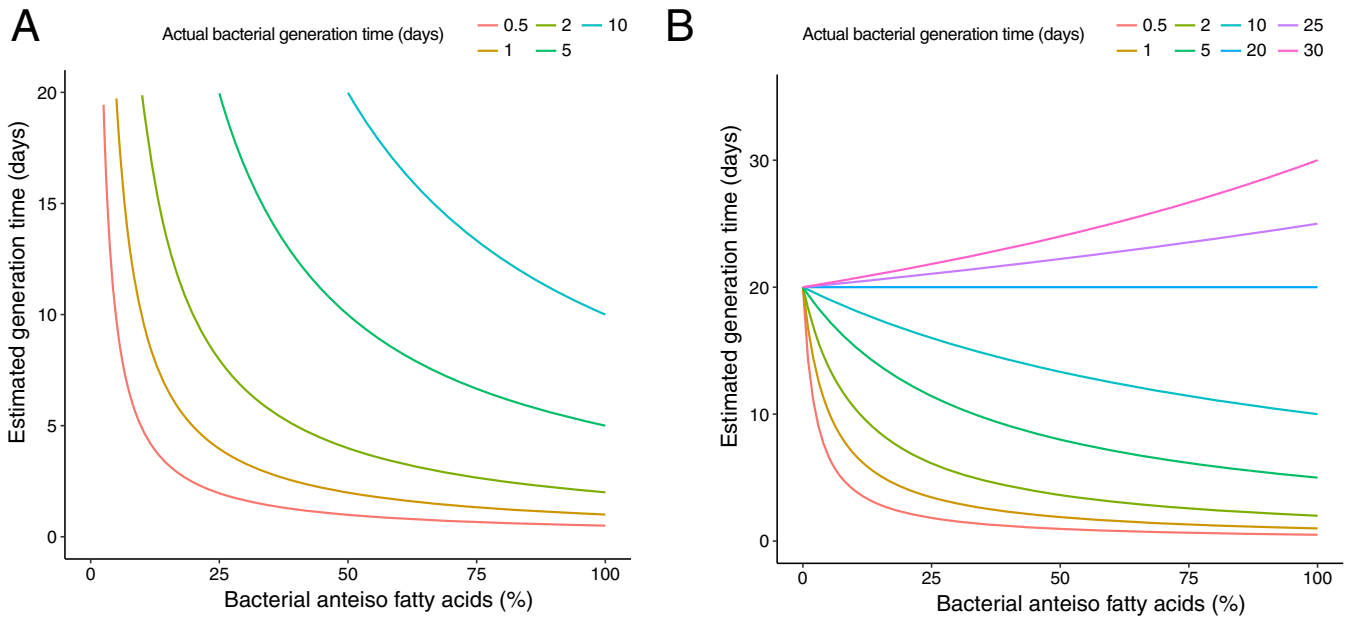 A
Actual bacterial generation time (days)
0.5 2 10
1 5
20
15
10
5
0
Estimated generation time (days)
0 25 50 75 100
Bacterial anteiso fatty acids (%)
B
Actual bacterial generation time (days)
0.5 2 10 25
1 5 20 30
30
20
10
0
Estimated generation time (days)
0 25 50 75 100
Bacterial anteiso fatty acids (%)